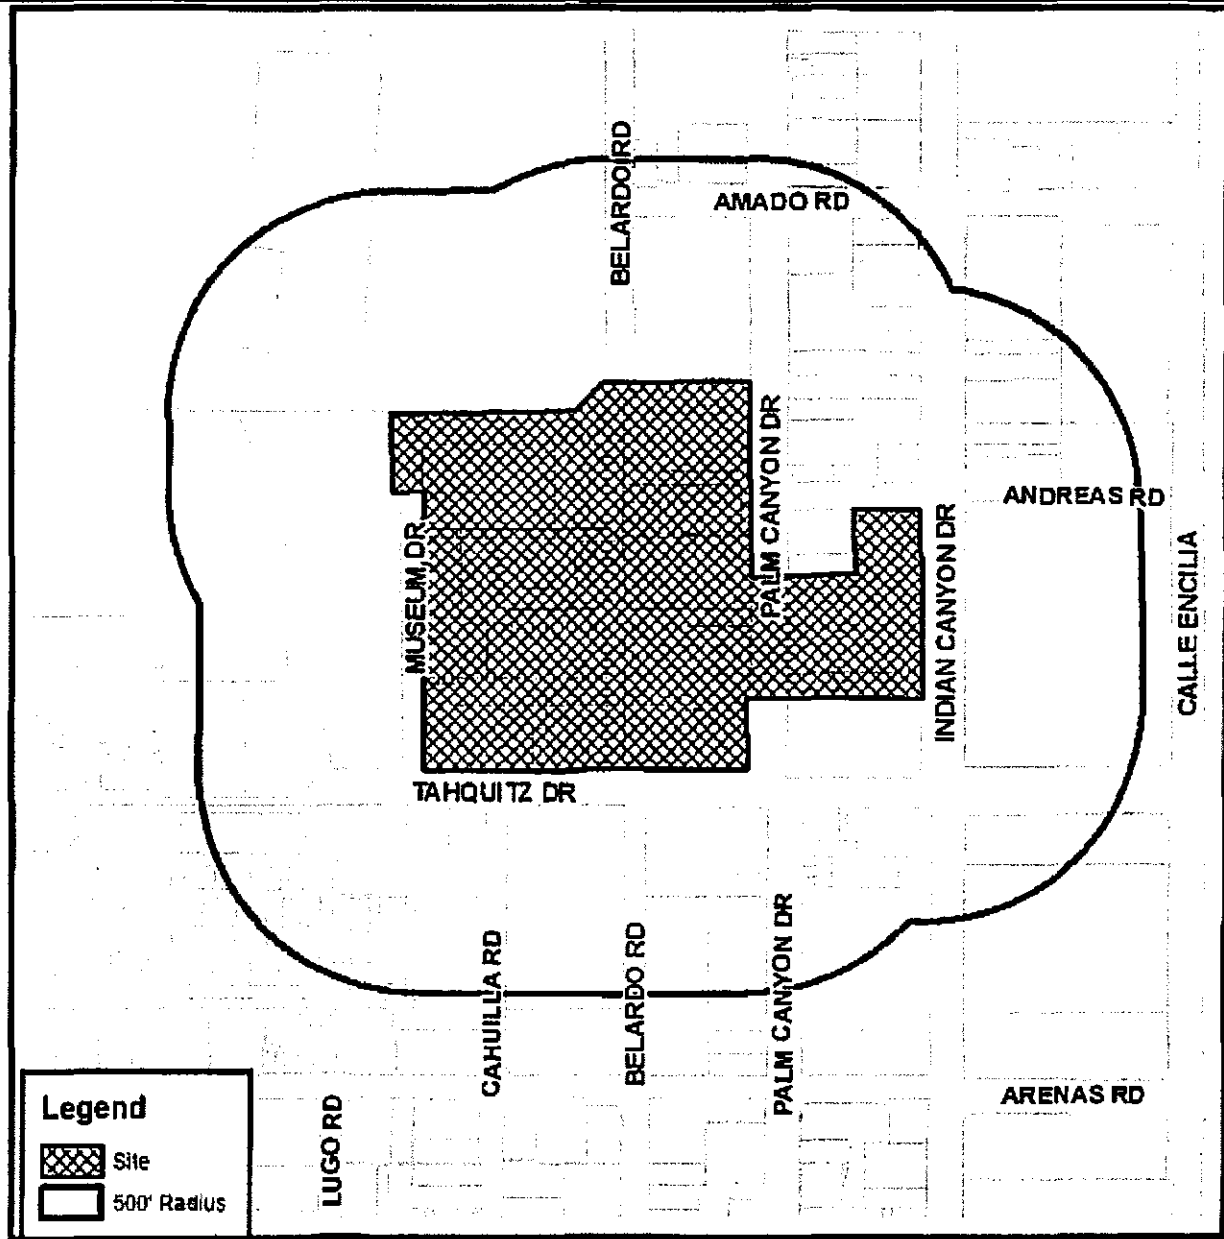 BELARDO RD
AMADO RD
PALM CANYON DR
ANDREAS RD
MUSEUM DR
INDIAN CANYON DR
CALLE ENCILIA
TAHQUITZ DR
CAHUILLA RD
BELARDO RD
PALM CANYON DR
LUGO RD
ARENAS RD
Legend
Site
500' Radius